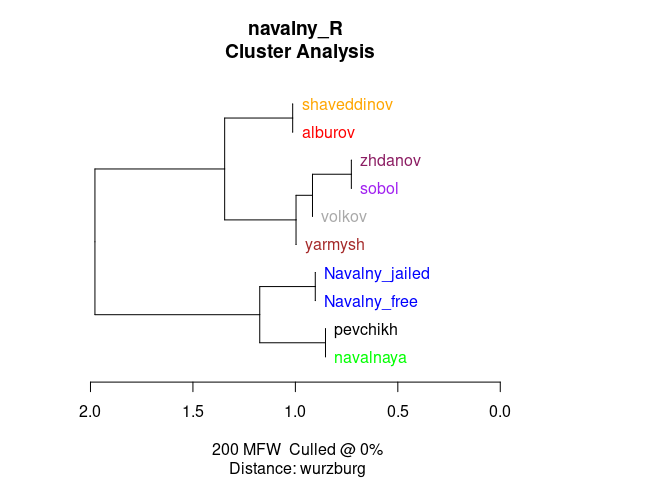 navalny_R
Cluster Analysis
shaveddinov
alburov
zhdanov
sobol
volkov
yarmysh
Navalny_jailed
Navalny_free
pevchikh
navalnaya
2.0 1.5 1.0 0.5 0.0
200 MFW Culled @ 0%
Distance: wurzburg